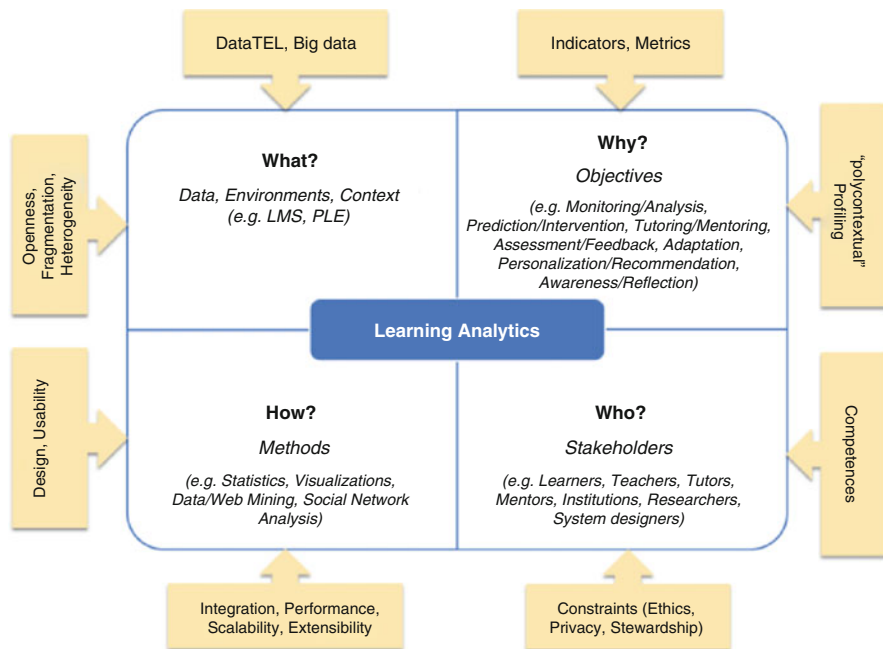 DataTEL, Big data
Indicators, Metrics
Openness,
Fragmentation,
Heterogeneity
What?
Data, Environments, Context
(e.g. LMS, PLE)
Why?
Objectives
(e.g. Monitoring/Analysis,
Prediction/Intervention, Tutoring/Mentoring,
Assessment/Feedback, Adaptation,
Personalization/Recommendation,
Awareness/Reflection)
“polycontextual”
Profiling
Learning Analytics
Design, Usability
How?
Methods
(e.g. Statistics, Visualizations,
Data/Web Mining, Social Network
Analysis)
Who?
Stakeholders
(e.g. Learners, Teachers, Tutors,
Mentors, Institutions, Researchers,
System designers)
Competences
Integration, Performance,
Scalability, Extensibility
Constraints (Ethics,
Privacy, Stewardship)